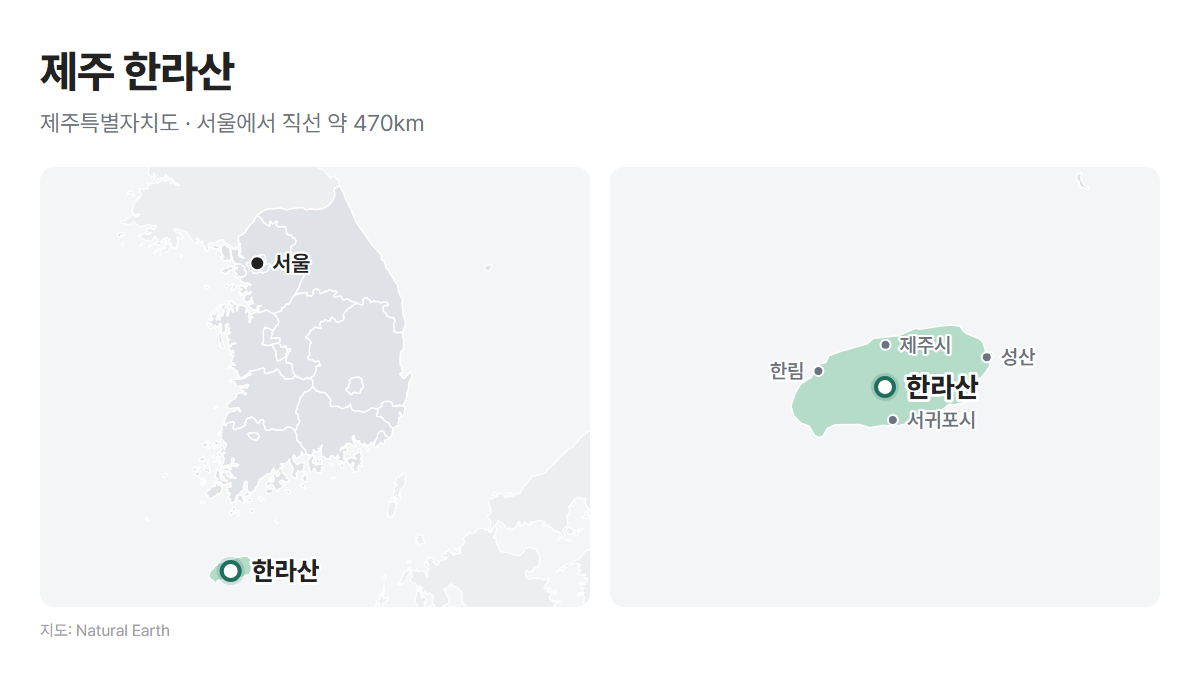 제주 한라산
제주특별자치도 · 서울에서 직선 약 470km
서울
한라산
제주시
성산
한림
한라산
서귀포시
지도: Natural Earth